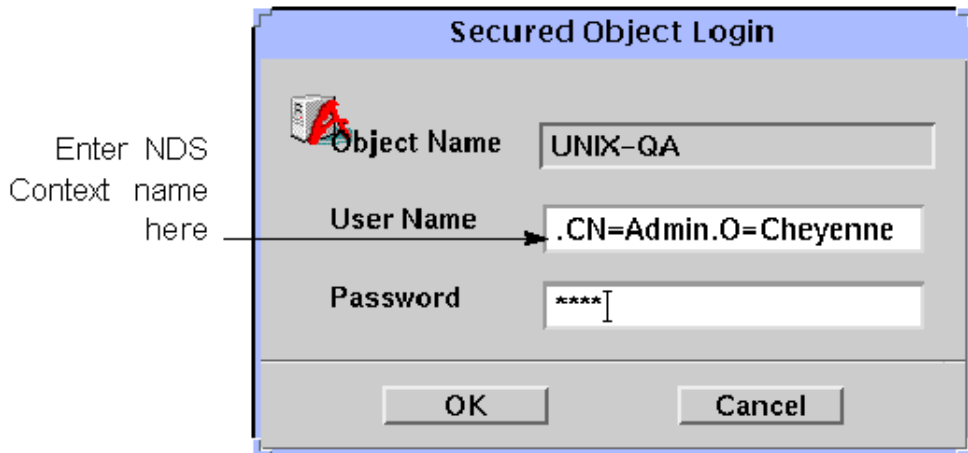 Secured Object Login
Enter NDS
Context name
here
Object Name
UNIX-QA
User Name
.CN=Admin.O=Cheyenne
Password
****
OK
Cancel